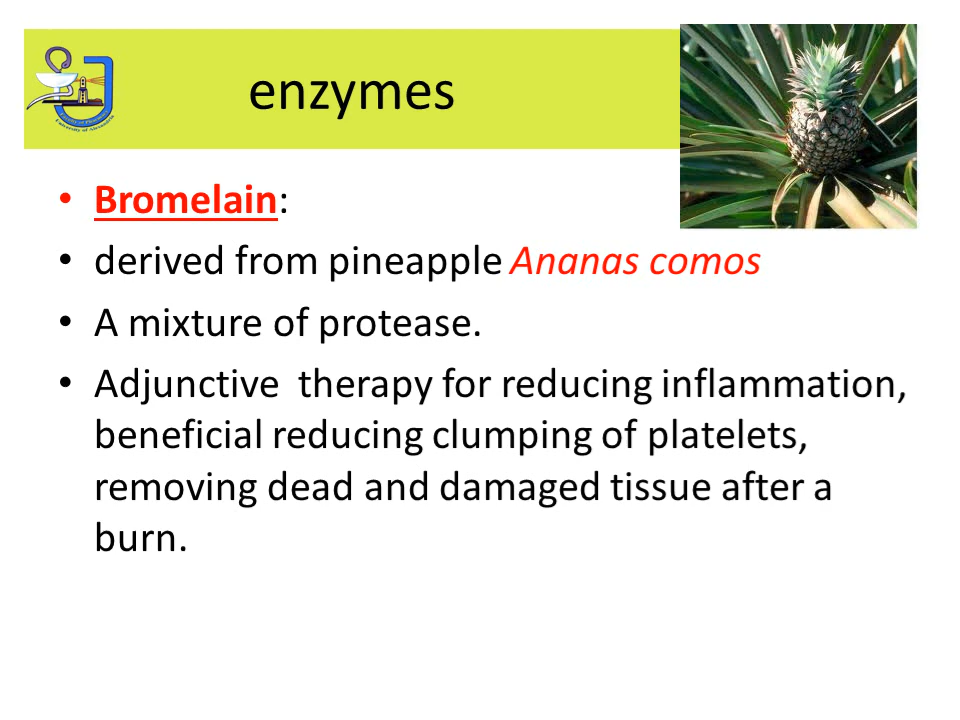 enzymes
• Bromelain:
• derived from pineapple Ananas comos
• A mixture of protease.
• Adjunctive therapy for reducing inflammation,
beneficial reducing clumping of platelets,
removing dead and damaged tissue after a
burn.